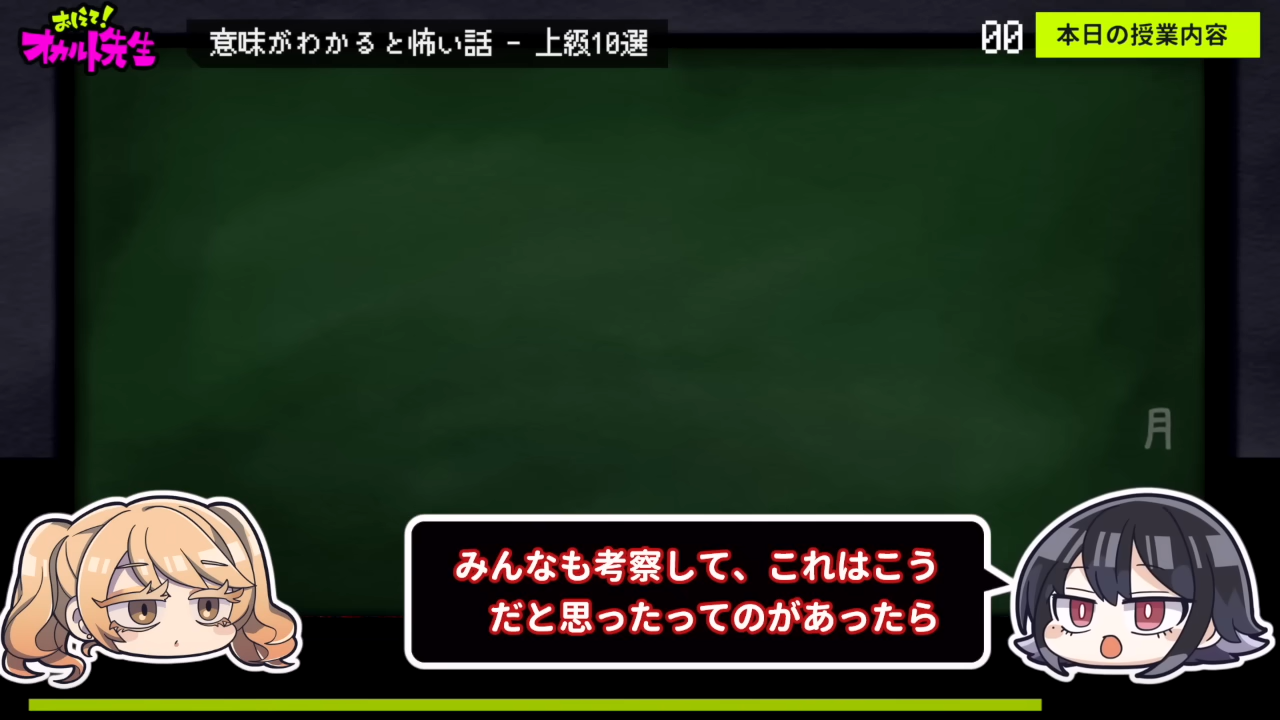 おしえて!
オカルト先生
意味がわかると怖い話 - 上級10選
00
本日の授業内容
月
みんなも考察して、これはこう
だと思ったってのがあったら